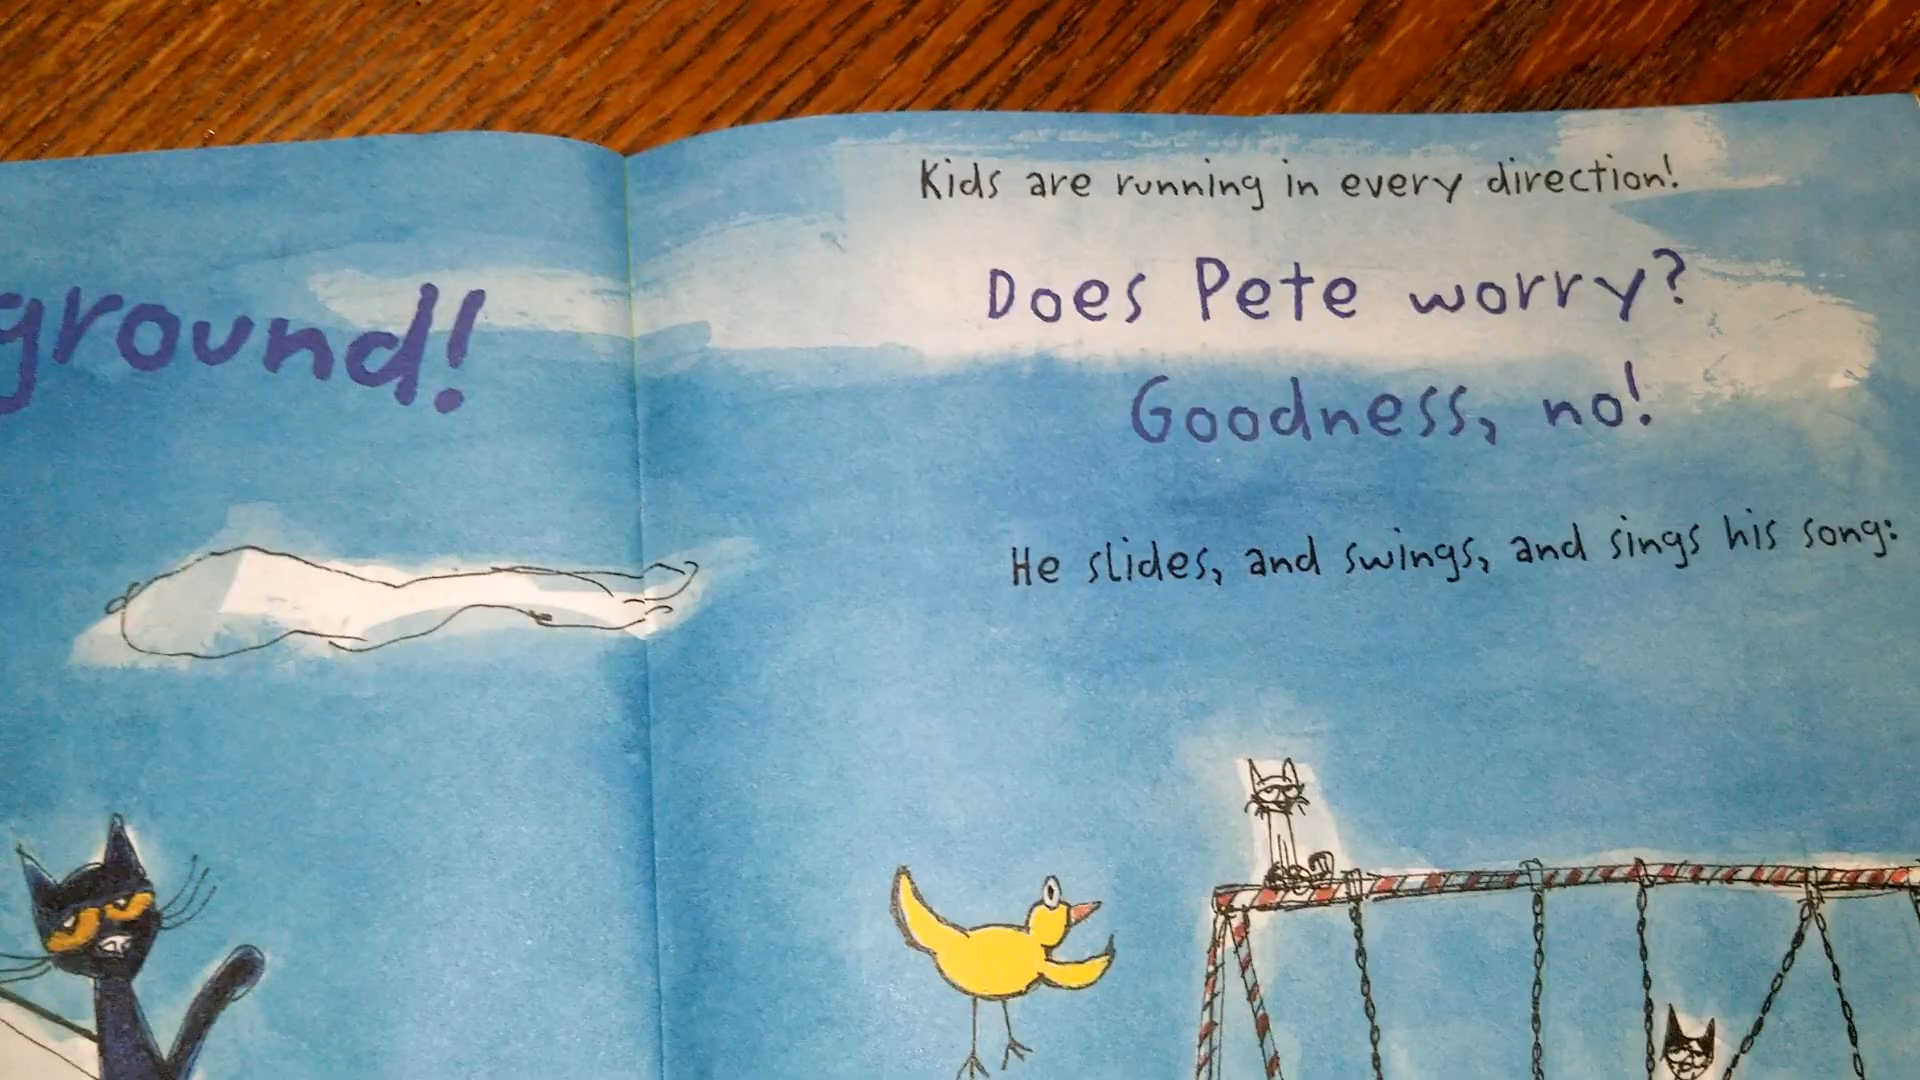 ground!
Kids are running in every direction!
Does Pete worry?
Goodness, no!
He slides, and swings, and sings his song: